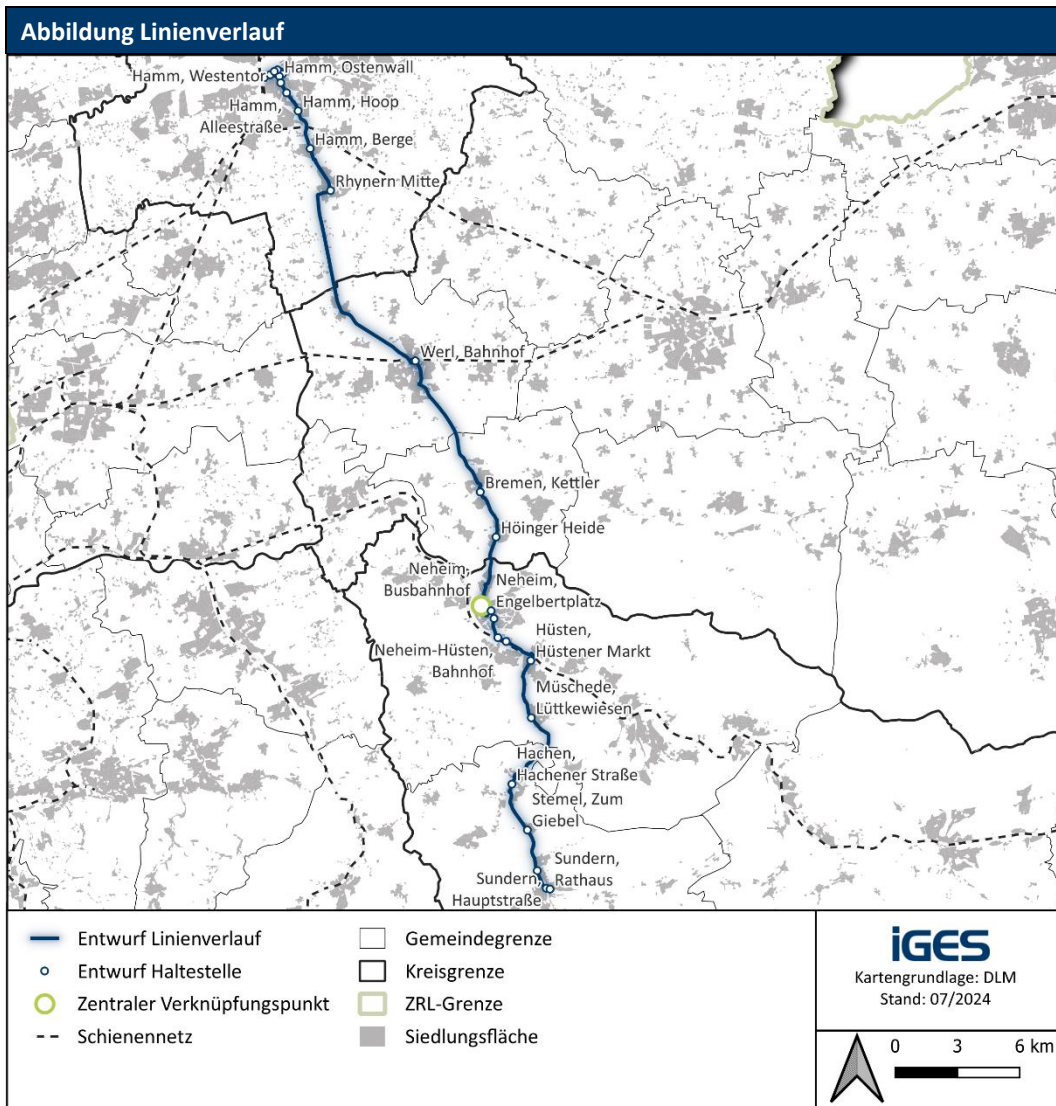 Abbildung Linienverlauf
Hamm, Westentor
Hamm, Ostenwall
Hamm,
Alleestraße
Hamm, Hoop
Hamm, Berge
Rhynern Mitte
Werl, Bahnhof
Bremen, Kettler
Höinger Heide
Neheim,
Busbahnhof
Neheim,
Engelbertplatz
Neheim-Hüsten,
Bahnhof
Hüsten,
Hüstener Markt
Müschede,
Lüttkewiesen
Hachen,
Hachener Straße
Stemel, Zum
Giebel
Sundern,
Rathaus
Sundern,
Hauptstraße
Entwurf Linienverlauf
Entwurf Haltestelle
Zentraler Verknüpfungspunkt
Schienennetz
Gemeindegrenze
Kreisgrenze
ZRL-Grenze
Siedlungsfläche
iGES
Kartengrundlage: DLM
Stand: 07/2024
0 3 6 km